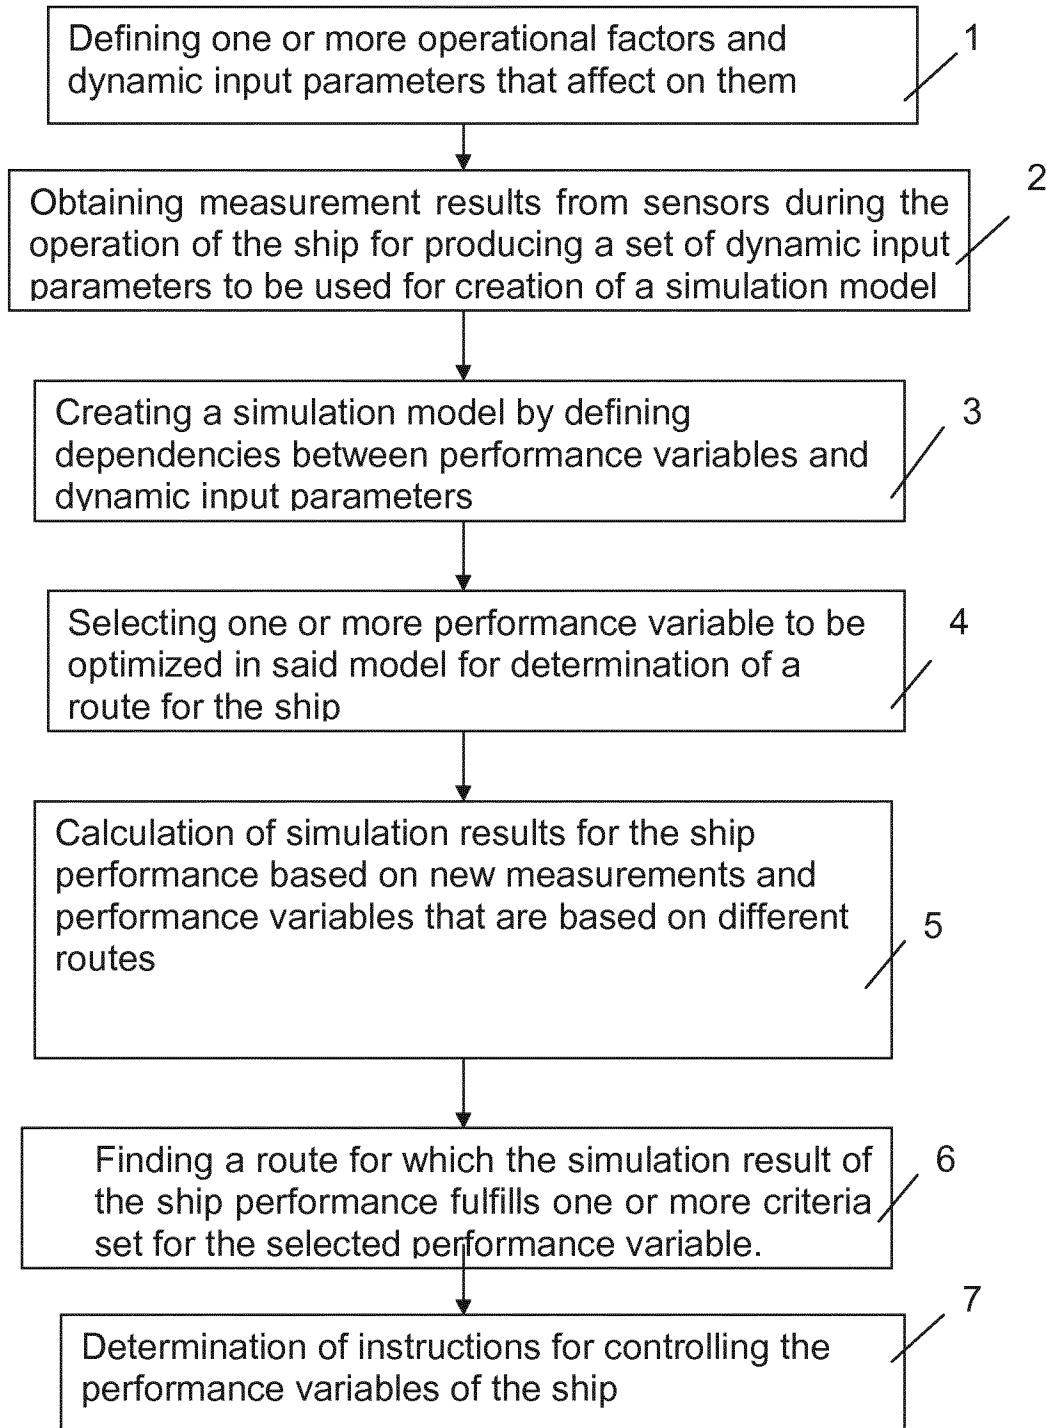 Defining one or more operational factors and
dynamic input parameters that affect on them
1
Obtaining measurement results from sensors during the
operation of the ship for producing a set of dynamic input
parameters to be used for creation of a simulation model
2
Creating a simulation model by defining
dependencies between performance variables and
dynamic input parameters
3
Selecting one or more performance variable to be
optimized in said model for determination of a
route for the ship
4
Calculation of simulation results for the ship
performance based on new measurements and
performance variables that are based on different
routes
5
Finding a route for which the simulation result of
the ship performance fulfills one or more criteria
set for the selected performance variable.
6
Determination of instructions for controlling the
performance variables of the ship
7